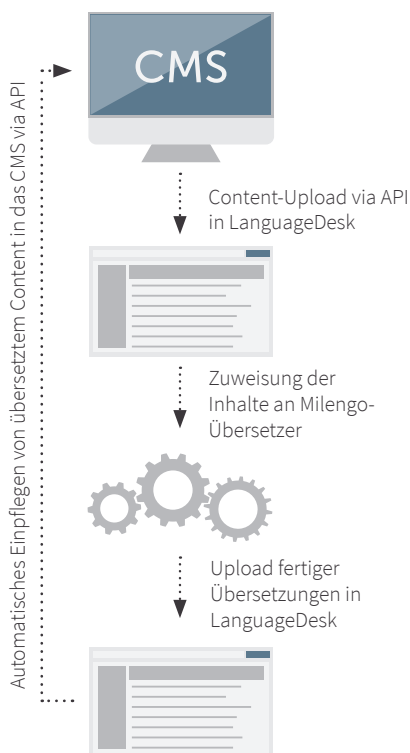 CMS
Content-Upload via API
in LanguageDesk
Zuweisung der
Inhalte an Milengo-
Übersetzer
Upload fertiger
Übersetzungen in
LanguageDesk
Automatisches Einpflegen von übersetztem Content in das CMS via API